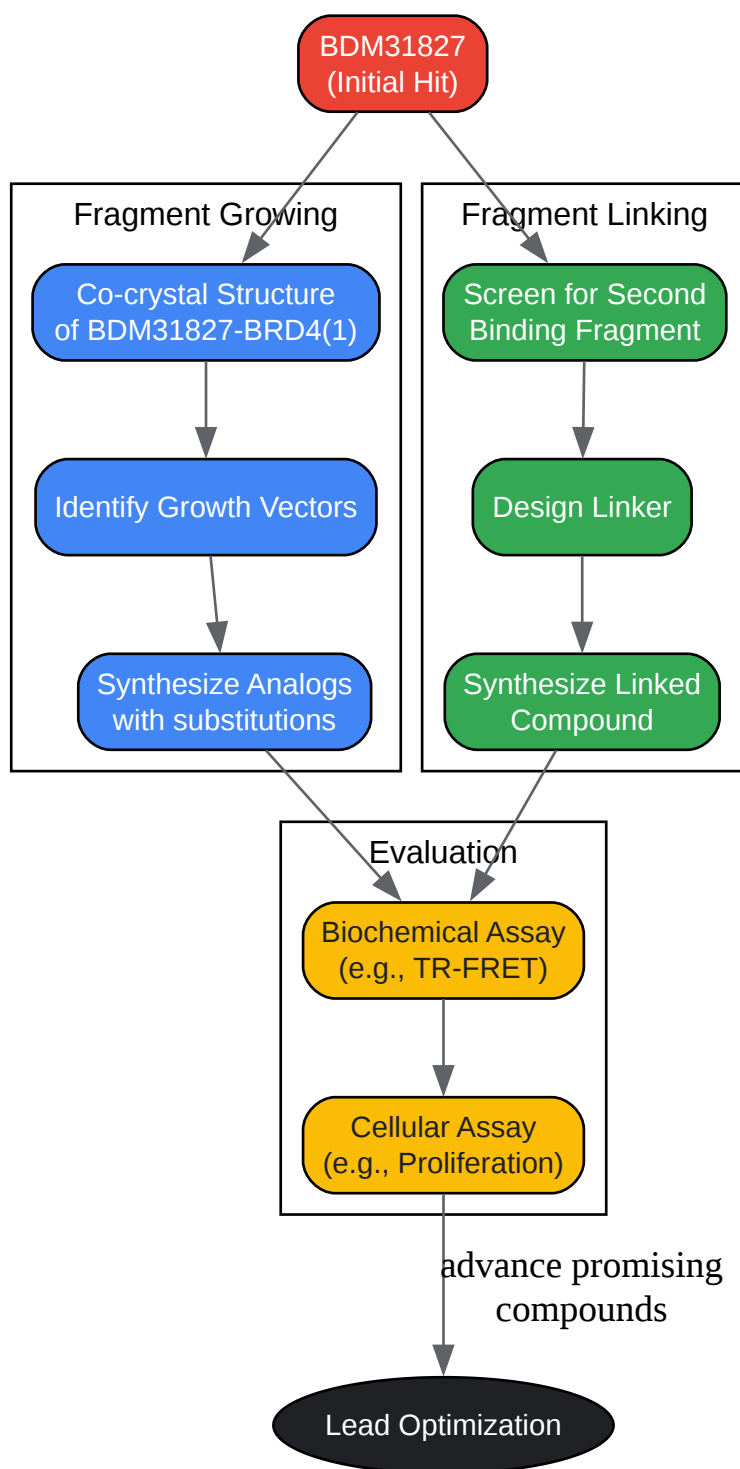 BDM31827
(Initial Hit)
Fragment Growing
Co-crystal Structure
of BDM31827-BRD4(1)
Identify Growth Vectors
Synthesize Analogs
with substitutions
Fragment Linking
Screen for Second
Binding Fragment
Design Linker
Synthesize Linked
Compound
Evaluation
Biochemical Assay
(e.g., TR-FRET)
Cellular Assay
(e.g., Proliferation)
advance promising
compounds
Lead Optimization